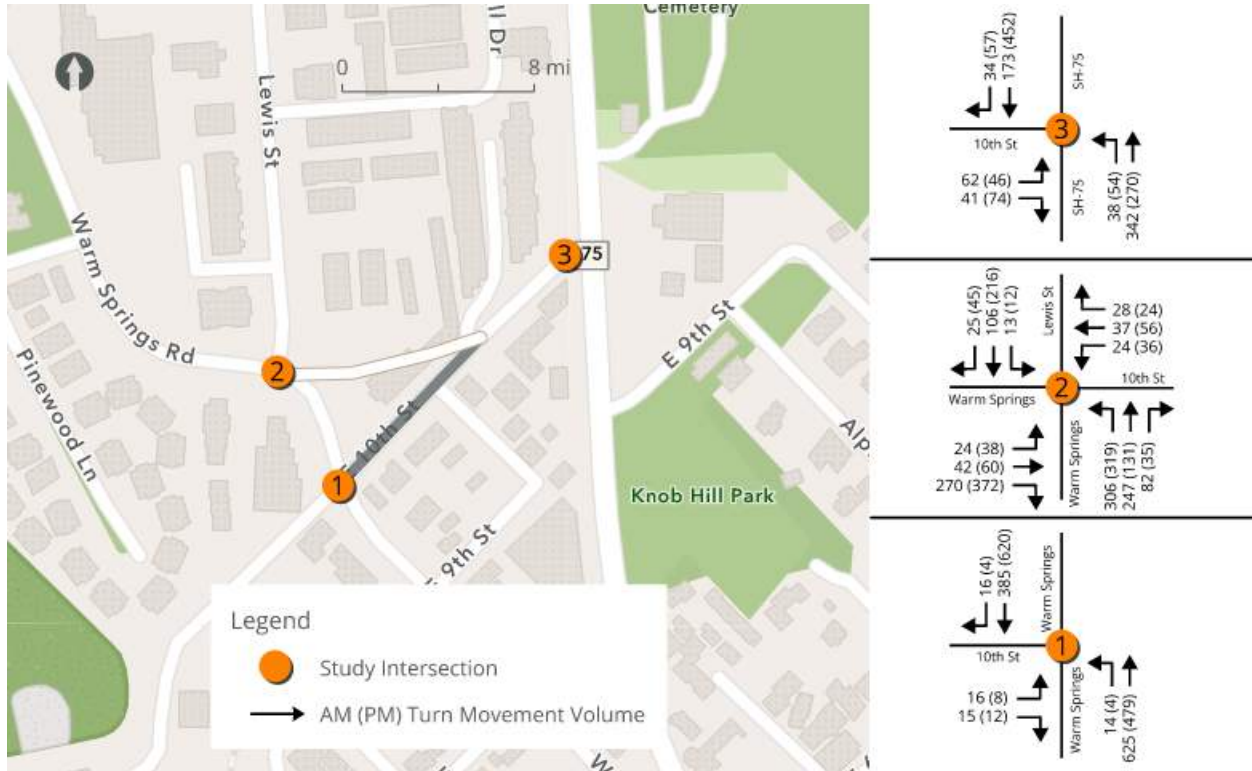 Cemetery
ll Dr
0 8 mi
Lewis St
Warm Springs Rd
3 75
2
E 9th St
Pinewood Ln
E 10th St
1
Alp
Knob Hill Park
E 9th St
W
Legend
Study Intersection
AM (PM) Turn Movement Volume
34 (57)
173 (452)
SH-75
3
10th St
62 (46)
41 (74)
SH-75
38 (54)
342 (270)
25 (45)
106 (216)
13 (12)
Lewis St
28 (24)
37 (56)
24 (36)
2
10th St
Warm Springs
24 (38)
42 (60)
270 (372)
Warm Springs
306 (319)
247 (131)
82 (35)
16 (4)
385 (620)
Warm Springs
1
10th St
16 (8)
15 (12)
Warm Springs
14 (4)
625 (479)